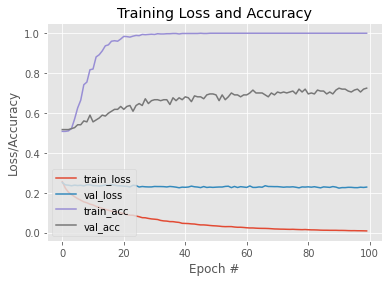 Training Loss and Accuracy
Loss/Accuracy
1.0
0.8
0.6
0.4
0.2
0.0
train_loss
val_loss
train_acc
val_acc
0 20 40 60 80 100
Epoch #